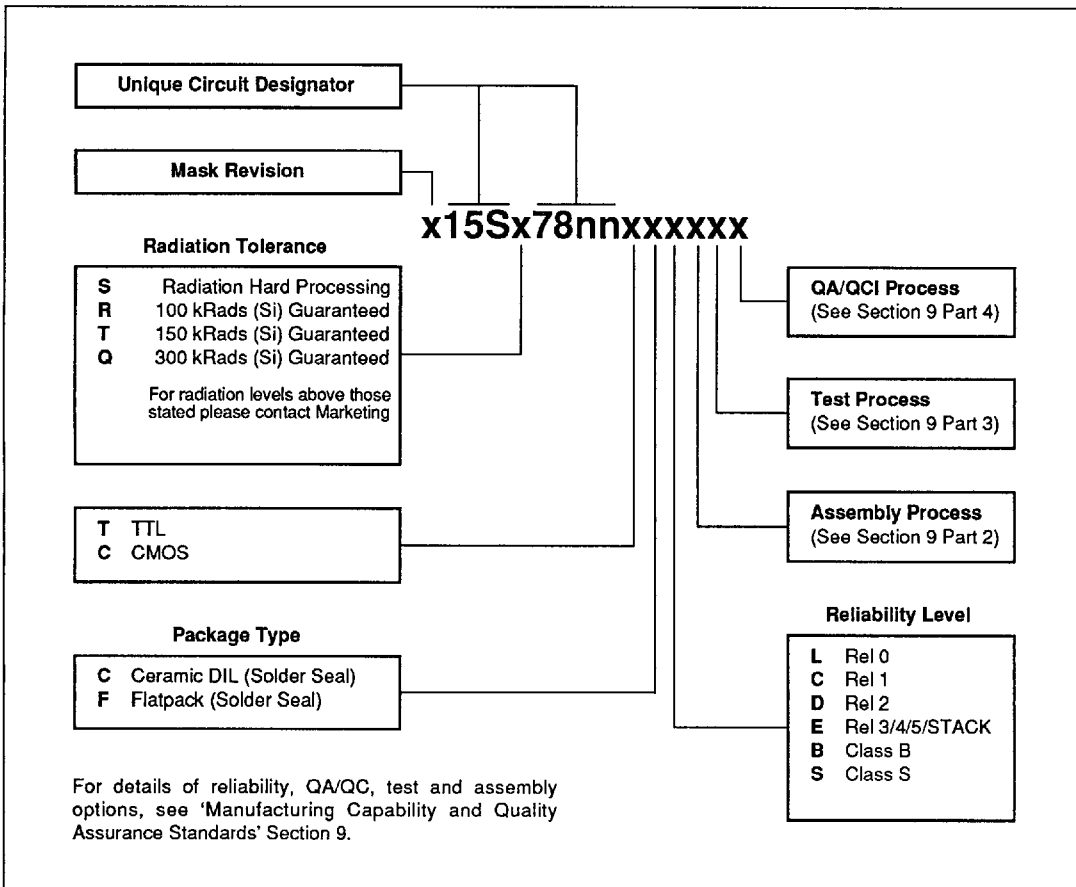 Unique Circuit Designator
Mask Revision
x15Sx78nnxxxxxx
Radiation Tolerance
S Radiation Hard Processing
R 100 kRads (Si) Guaranteed
T 150 kRads (Si) Guaranteed
Q 300 kRads (Si) Guaranteed
For radiation levels above those
stated please contact Marketing
T TTL
C CMOS
Package Type
C Ceramic DIL (Solder Seal)
F Flatpack (Solder Seal)
QA/QCI Process
(See Section 9 Part 4)
Test Process
(See Section 9 Part 3)
Assembly Process
(See Section 9 Part 2)
Reliability Level
L Rel 0
C Rel 1
D Rel 2
E Rel 3/4/5/STACK
B Class B
S Class S
For details of reliability, QA/QC, test and assembly
options, see ‘Manufacturing Capability and Quality
Assurance Standards’ Section 9.